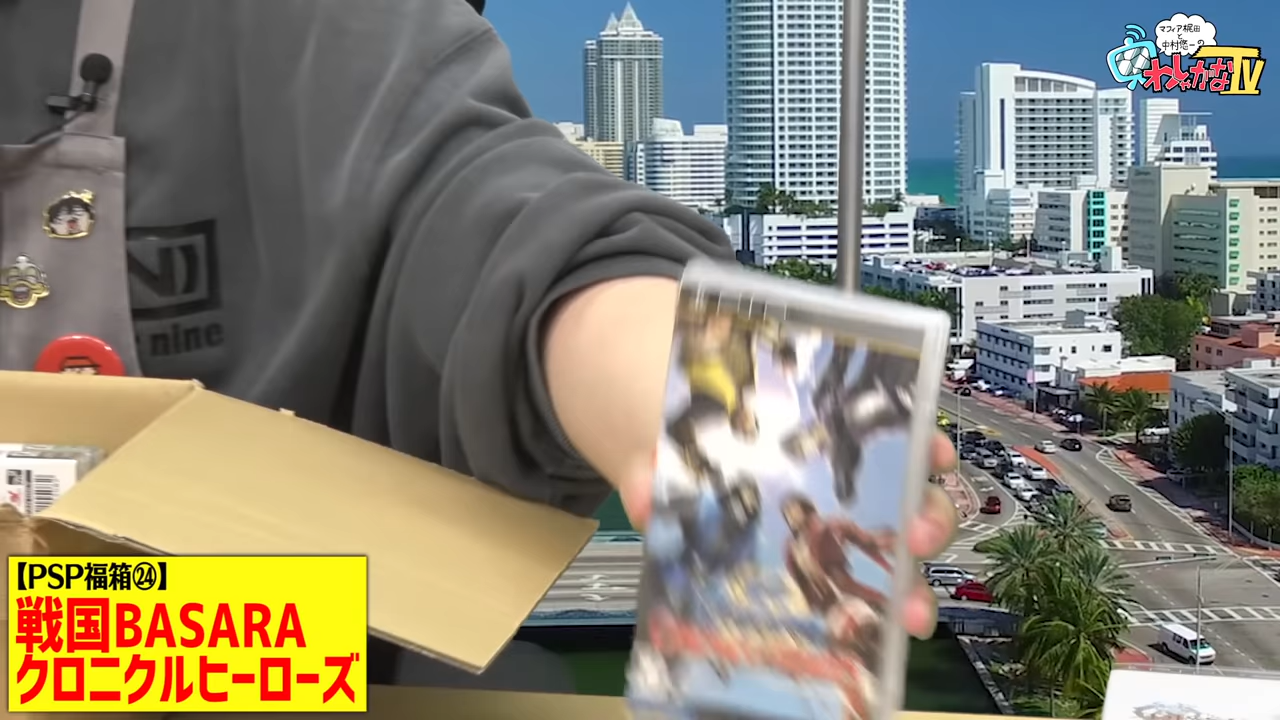 マフィア梶田
と
中村悠一の
わしゃがなTV
N)
nine
【PSP福箱㉔】
戦国BASARA
クロニクルヒーローズ